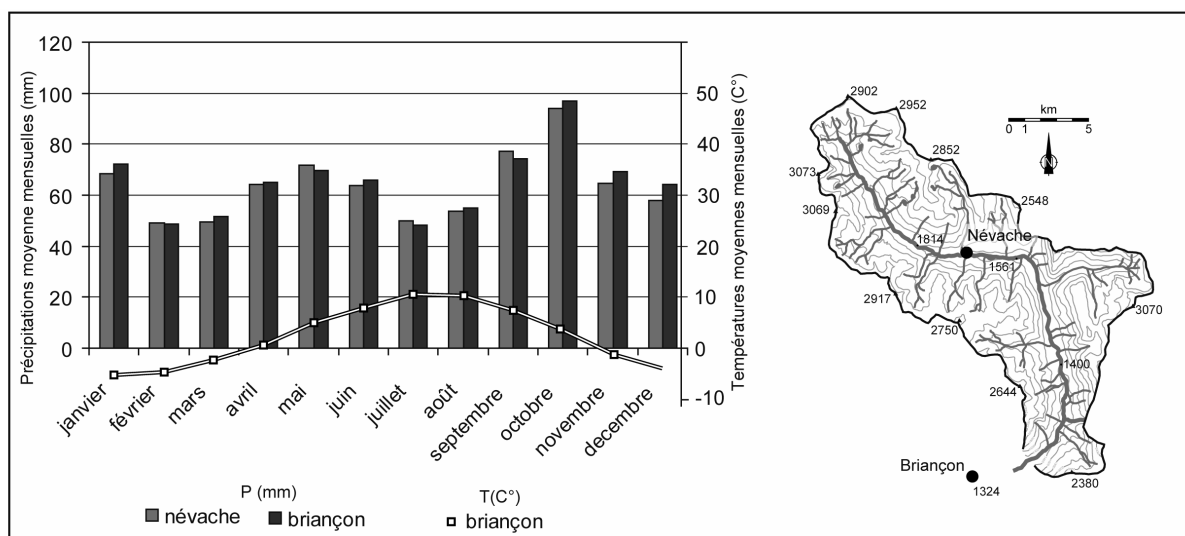 Précipitations moyenne mensuelles (mm)
120
100
80
60
40
20
0
janvier
février
mars
avril
mai
juin
juillet
août
septembre
octobre
novembre
decembre
50
40
30
20
10
0
-10
Températures moyennes mensuelles (C°)
P (mm)
névache
briançon
T(C°)
briançon
2902
2952
km
0 1 5
N
2852
3073
3069
2548
1814
Névache
1561
2917
2750
3070
1400
2644
Briançon
1324
2380